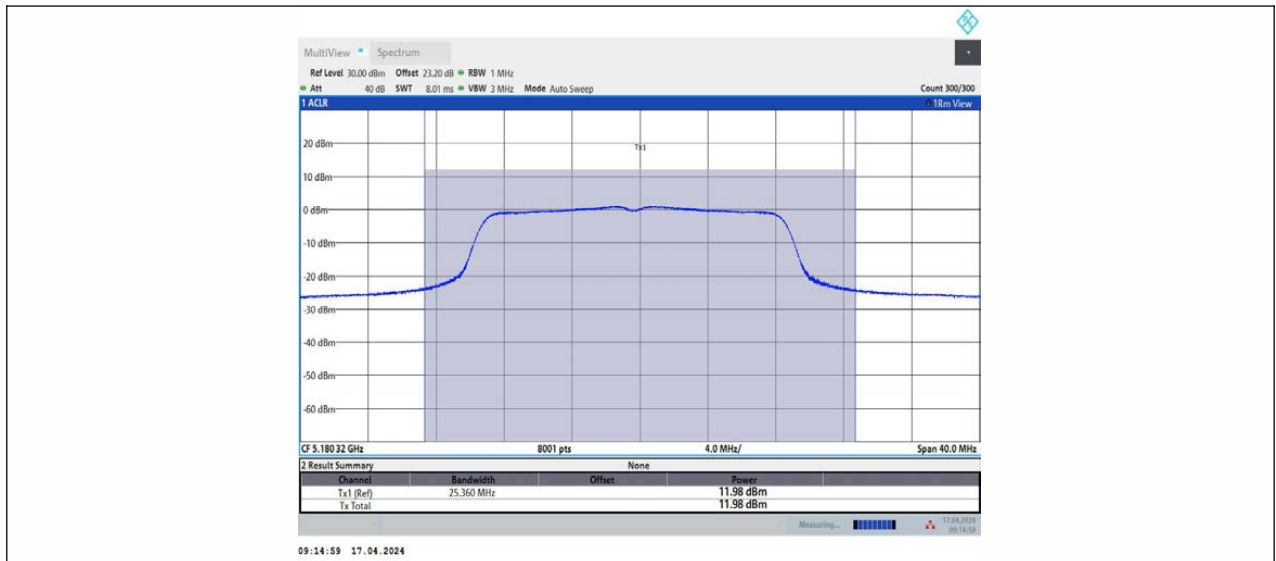 MultiView Spectrum
Ref Level 30.00 dBm Offset 23.20 dB RBW 1 MHz
Att 40 dB SWT 8.01 ms VBW 3 MHz Mode Auto Sweep Count 300/300
1 ACLR 1Rm View
20 dBm
Tx1
10 dBm
0 dBm
-10 dBm
-20 dBm
-30 dBm
-40 dBm
-50 dBm
-60 dBm
CF 5.180 32 GHz 8001 pts 4.0 MHz/ Span 40.0 MHz
2 Result Summary None
Channel Bandwidth Offset Power
Tx1 (Ref) 25.360 MHz 11.98 dBm
Tx Total 11.98 dBm
Measuring... 17.04.2024
09:14:58
09:14:59 17.04.2024